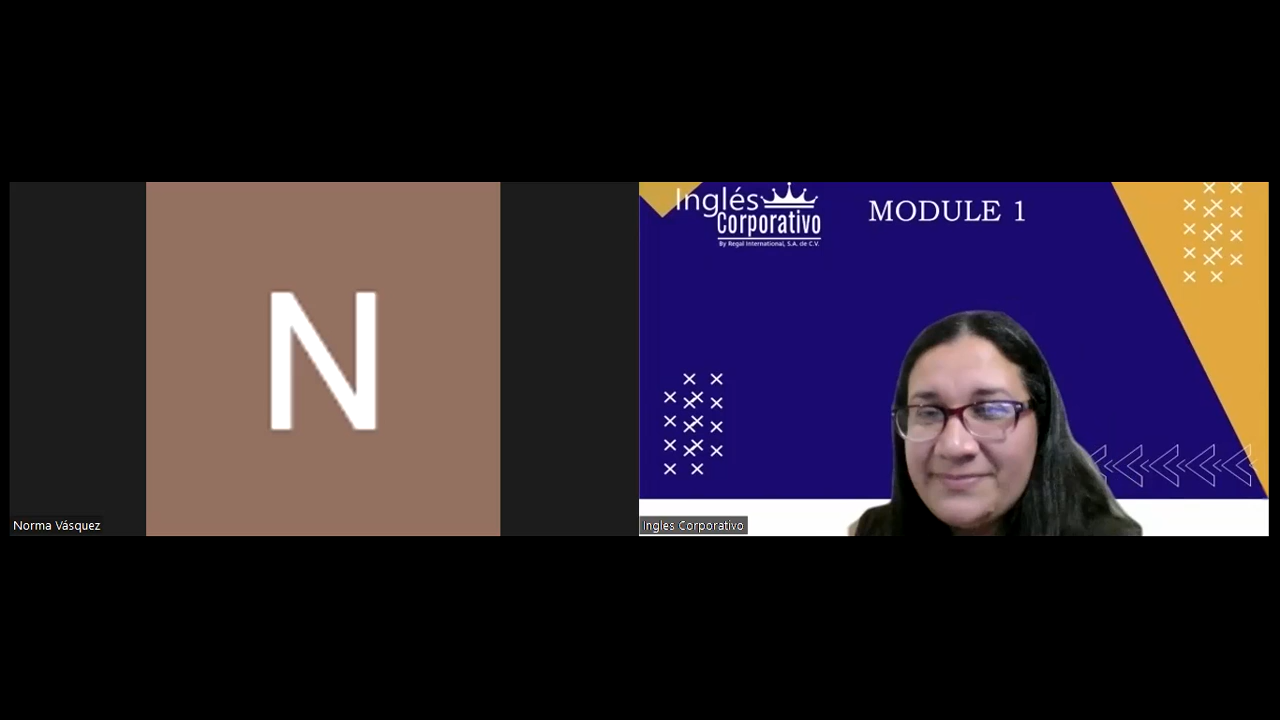 N
Norma Vásquez
Inglés
Corporativo
By Regal International, S.A. de C.V.
MODULE 1
Ingles Corporativo